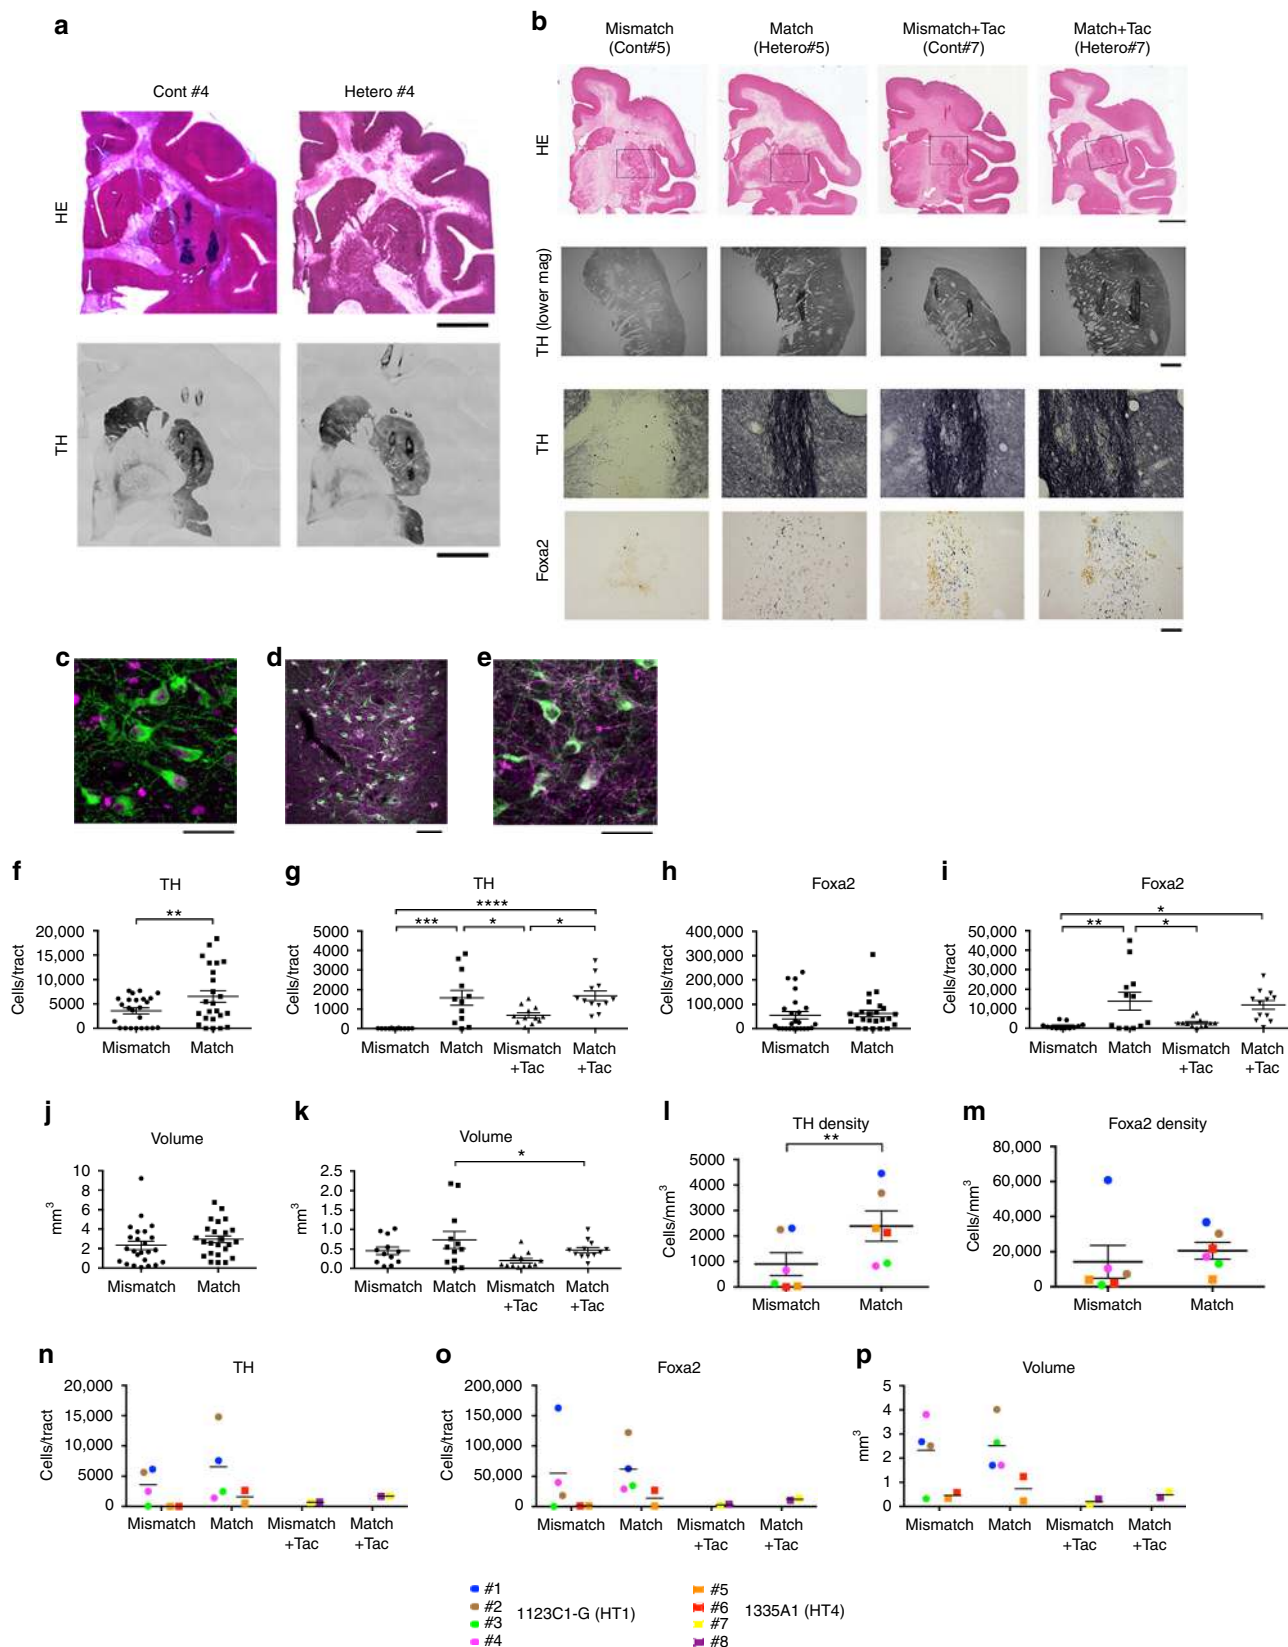 a
Cont #4
Hetero #4
HE
TH
b
Mismatch
(Cont#5)
Match
(Hetero#5)
Mismatch+Tac
(Cont#7)
Match+Tac
(Hetero#7)
HE
TH (lower mag)
TH
Foxa2
c
d
e
f
TH
**
Cells/tract
20,000
15,000
10,000
5000
0
Mismatch
Match
g
TH
****
***
*
*
Cells/tract
5000
4000
3000
2000
1000
0
Mismatch
Match
Mismatch
+Tac
Match
+Tac
h
Foxa2
Cells/tract
400,000
300,000
200,000
100,000
0
Mismatch
Match
i
Foxa2
*
**
*
Cells/tract
50,000
40,000
30,000
20,000
10,000
0
Mismatch
Match
Mismatch
+Tac
Match
+Tac
j
Volume
mm3
10
8
6
4
2
0
Mismatch
Match
k
Volume
*
mm3
2.5
2.0
1.5
1.0
0.5
0.0
Mismatch
Match
Mismatch
+Tac
Match
+Tac
l
TH density
**
Cells/mm3
5000
4000
3000
2000
1000
0
Mismatch
Match
m
Foxa2 density
Cells/mm3
80,000
60,000
40,000
20,000
0
Mismatch
Match
n
TH
Cells/tract
20,000
15,000
10,000
5000
0
Mismatch
Match
Mismatch
+Tac
Match
+Tac
o
Foxa2
Cells/tract
200,000
150,000
100,000
50,000
0
Mismatch
Match
Mismatch
+Tac
Match
+Tac
p
Volume
mm3
5
4
3
2
1
0
Mismatch
Match
Mismatch
+Tac
Match
+Tac
#1
#2
#3
#4
1123C1-G (HT1)
#5
#6
#7
#8
1335A1 (HT4)